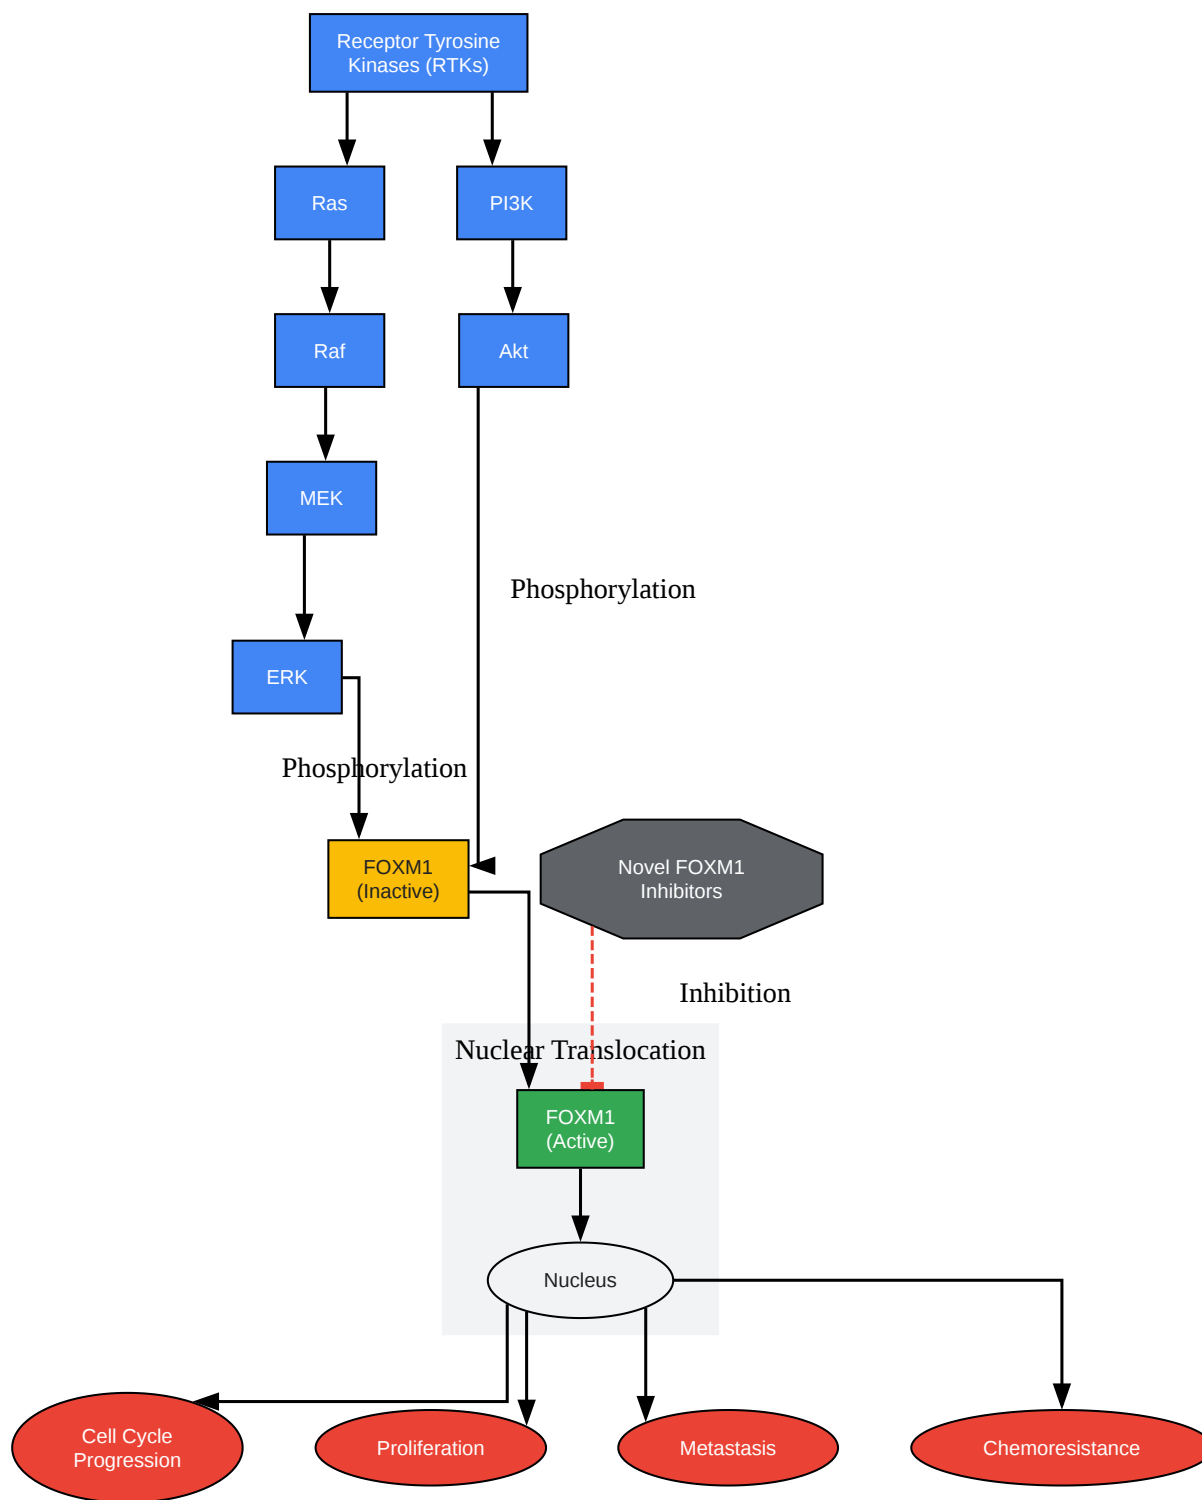 Receptor Tyrosine
Kinases (RTKs)
Ras
PI3K
Raf
Akt
MEK
Phosphorylation
ERK
Phosphorylation
FOXM1
(Inactive)
Novel FOXM1
Inhibitors
Inhibition
Nuclear Translocation
FOXM1
(Active)
Nucleus
Cell Cycle
Progression
Proliferation
Metastasis
Chemoresistance